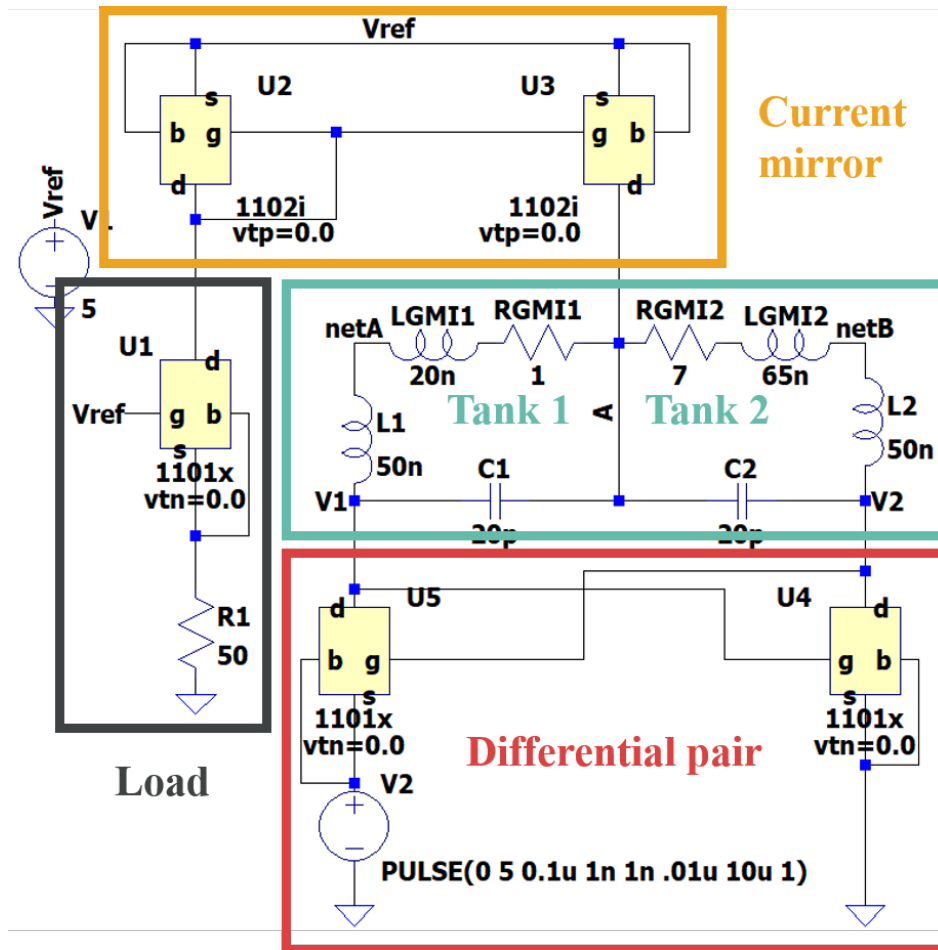 Vref
U2
U3
s
s
b
g
g
b
d
d
1102i
vtp=0.0
1102i
vtp=0.0
Current
mirror
Vref
V1
5
U1
d
Vref
g
b
s
1101x
vtn=0.0
R1
50
Load
netA
LGMI1
RGMI1
RGMI2
LGMI2
netB
20n
1
7
65n
Tank 1
A
Tank 2
L1
50n
L2
50n
C1
C2
V1
V2
20p
20p
U5
U4
d
d
b
g
g
b
s
s
1101x
vtn=0.0
1101x
vtn=0.0
Differential pair
V2
PULSE(0 5 0.1u 1n 1n .01u 10u 1)